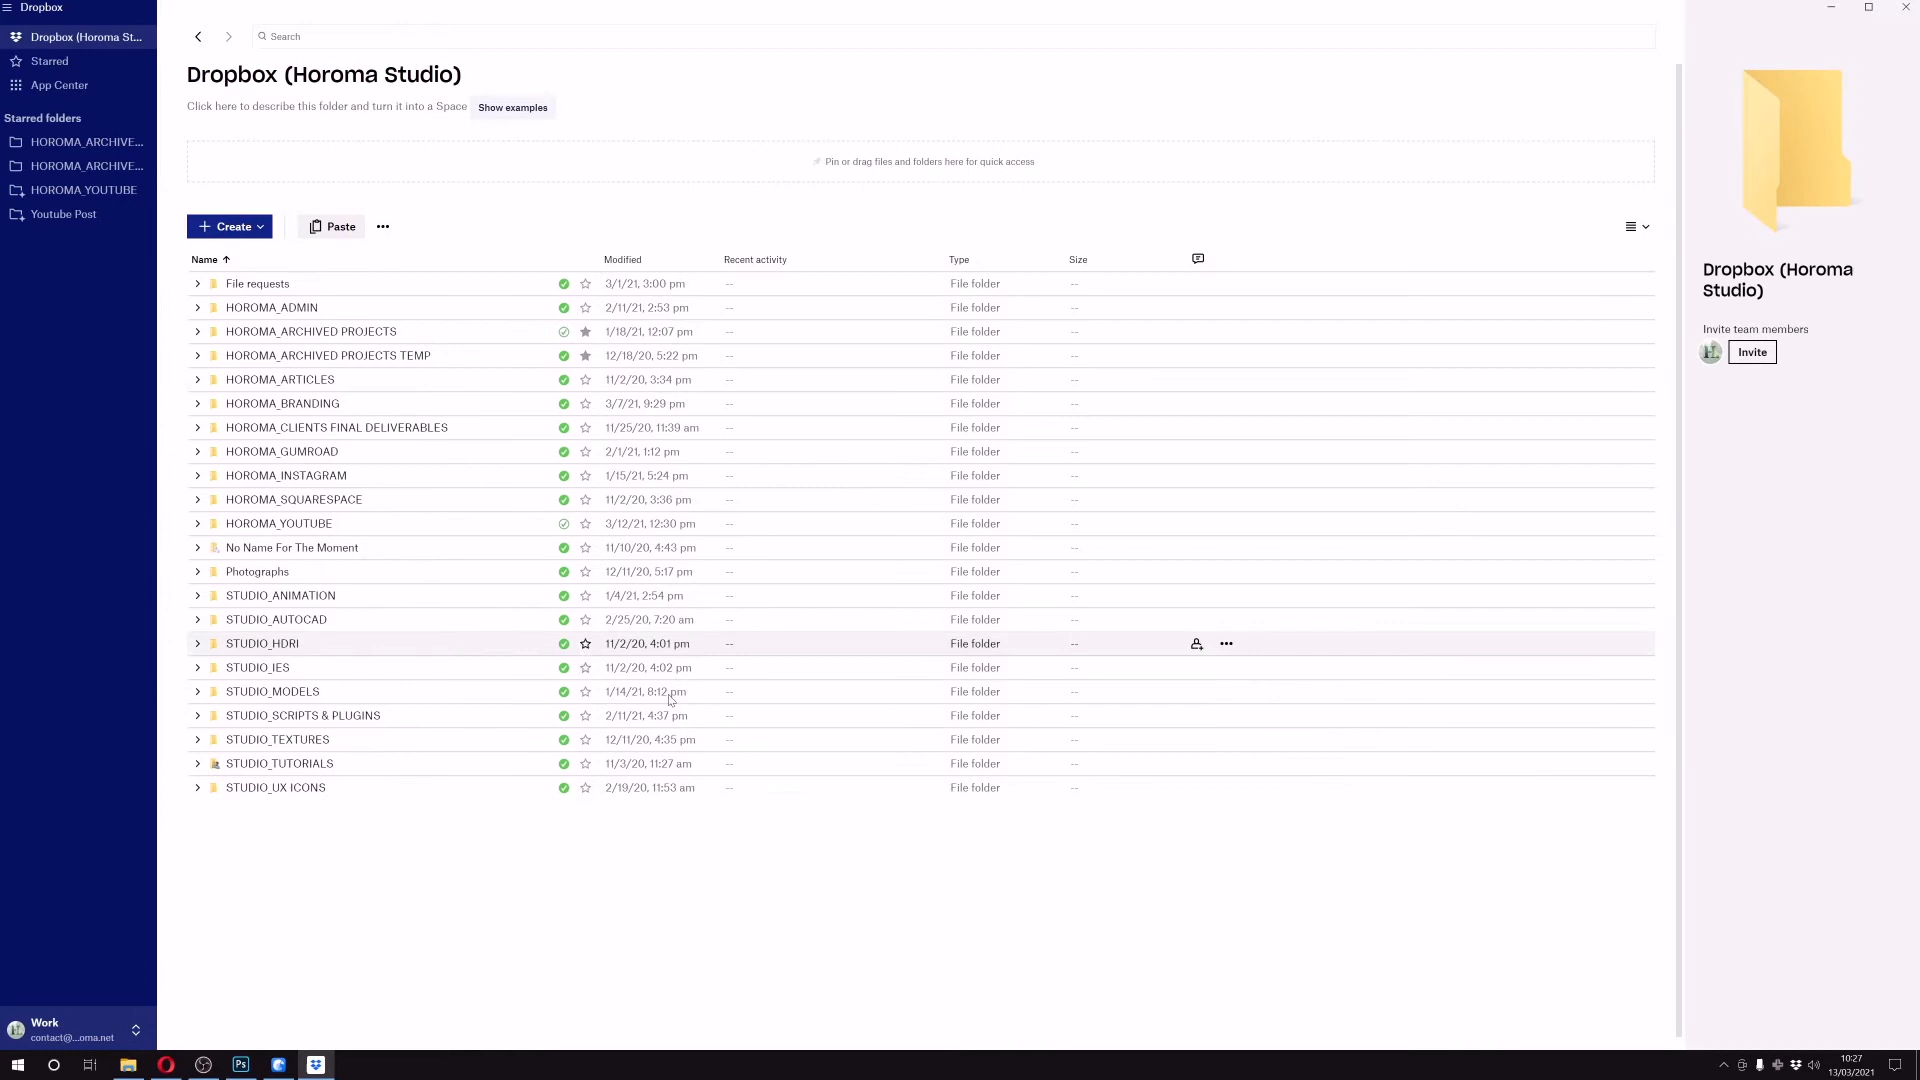 Dropbox
Dropbox (Horoma St...
Starred
App Center
Starred folders
HOROMA_ARCHIVE...
HOROMA_ARCHIVE...
HOROMA_YOUTUBE
Youtube Post
Search
Dropbox (Horoma Studio)
Click here to describe this folder and turn it into a Space Show examples
Pin or drag files and folders here for quick access
Create Paste
Name Modified Recent activity Type Size
File requests 3/1/21, 3:00 pm -- File folder --
HOROMA_ADMIN 2/11/21, 2:53 pm -- File folder --
HOROMA_ARCHIVED PROJECTS 1/18/21, 12:07 pm -- File folder --
HOROMA_ARCHIVED PROJECTS TEMP 12/18/20, 5:22 pm -- File folder --
HOROMA_ARTICLES 11/2/20, 3:34 pm -- File folder --
HOROMA_BRANDING 3/7/21, 9:29 pm -- File folder --
HOROMA_CLIENTS FINAL DELIVERABLES 11/25/20, 11:39 am -- File folder --
HOROMA_GUMROAD 2/1/21, 1:12 pm -- File folder --
HOROMA_INSTAGRAM 1/15/21, 5:24 pm -- File folder --
HOROMA_SQUARESPACE 11/2/20, 3:36 pm -- File folder --
HOROMA_YOUTUBE 3/12/21, 12:30 pm -- File folder --
No Name For The Moment 11/10/20, 4:43 pm -- File folder --
Photographs 12/11/20, 5:17 pm -- File folder --
STUDIO_ANIMATION 1/4/21, 2:54 pm -- File folder --
STUDIO_AUTOCAD 2/25/20, 7:20 am -- File folder --
STUDIO_HDRI 11/2/20, 4:01 pm -- File folder --
STUDIO_IES 11/2/20, 4:02 pm -- File folder --
STUDIO_MODELS 1/14/21, 8:12 pm -- File folder --
STUDIO_SCRIPTS & PLUGINS 2/11/21, 4:37 pm -- File folder --
STUDIO_TEXTURES 12/11/20, 4:35 pm -- File folder --
STUDIO_TUTORIALS 11/3/20, 11:27 am -- File folder --
STUDIO_UX ICONS 2/19/20, 11:53 am -- File folder --
Dropbox (Horoma
Studio)
Invite team members
Invite
Work
contact@...oma.net
Ps
10:27
13/03/2021